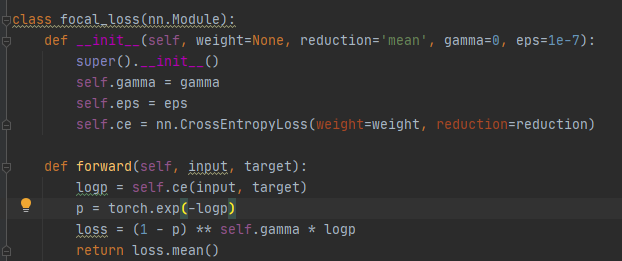 class focal_loss(nn.Module):
    def __init__(self, weight=None, reduction='mean', gamma=0, eps=1e-7):
        super().__init__()
        self.gamma = gamma
        self.eps = eps
        self.ce = nn.CrossEntropyLoss(weight=weight, reduction=reduction)
    def forward(self, input, target):
        logp = self.ce(input, target)
        p = torch.exp(-logp)
        loss = (1 - p) ** self.gamma * logp
        return loss.mean()